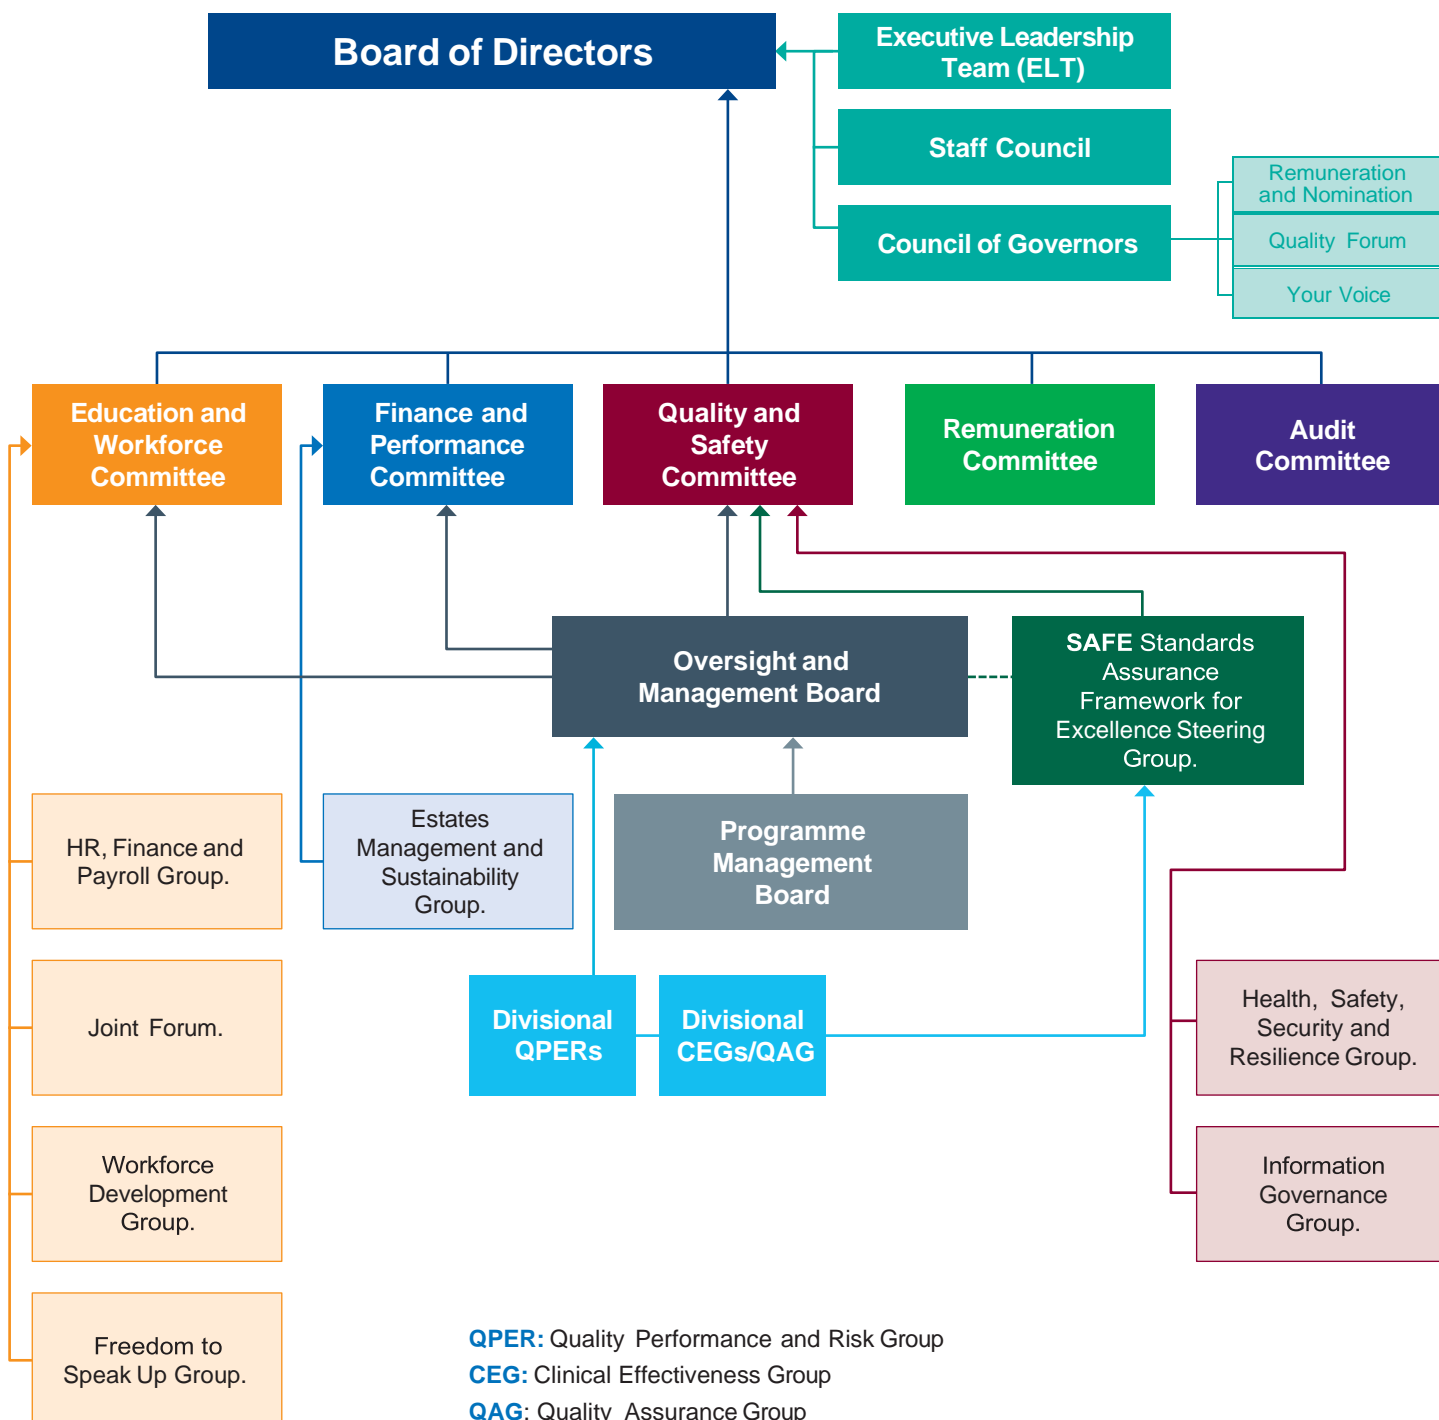 Board of Directors
Executive Leadership
Team (ELT)
Staff Council
Council of Governors
Remuneration
and Nomination
Quality Forum
Your Voice
Education and
Workforce
Committee
Finance and
Performance
Committee
Quality and
Safety
Committee
Remuneration
Committee
Audit
Committee
Oversight and
Management Board
SAFE Standards
Assurance
Framework for
Excellence Steering
Group.
HR, Finance and
Payroll Group.
Estates
Management and
Sustainability
Group.
Programme
Management
Board
Joint Forum.
Divisional
QPERs
Divisional
CEGs/QAG
Health, Safety,
Security and
Resilience Group.
Workforce
Development
Group.
Information
Governance
Group.
Freedom to
Speak Up Group.
QPER: Quality Performance and Risk Group
CEG: Clinical Effectiveness Group
QAG: Quality Assurance Group